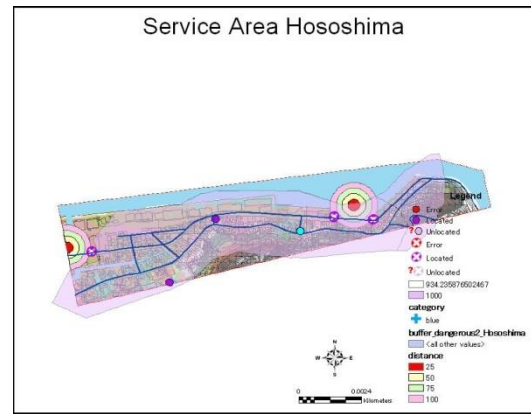 Service Area Hososhima
Legend
Error
Located
Unlocated
Error
Located
Unlocated
934.235876502467
1000
category
blue
buffer_dangerous2_Hososhima
<all other values>
distance
25
50
75
100
N
W E
S
0 0.0024
Kilometers